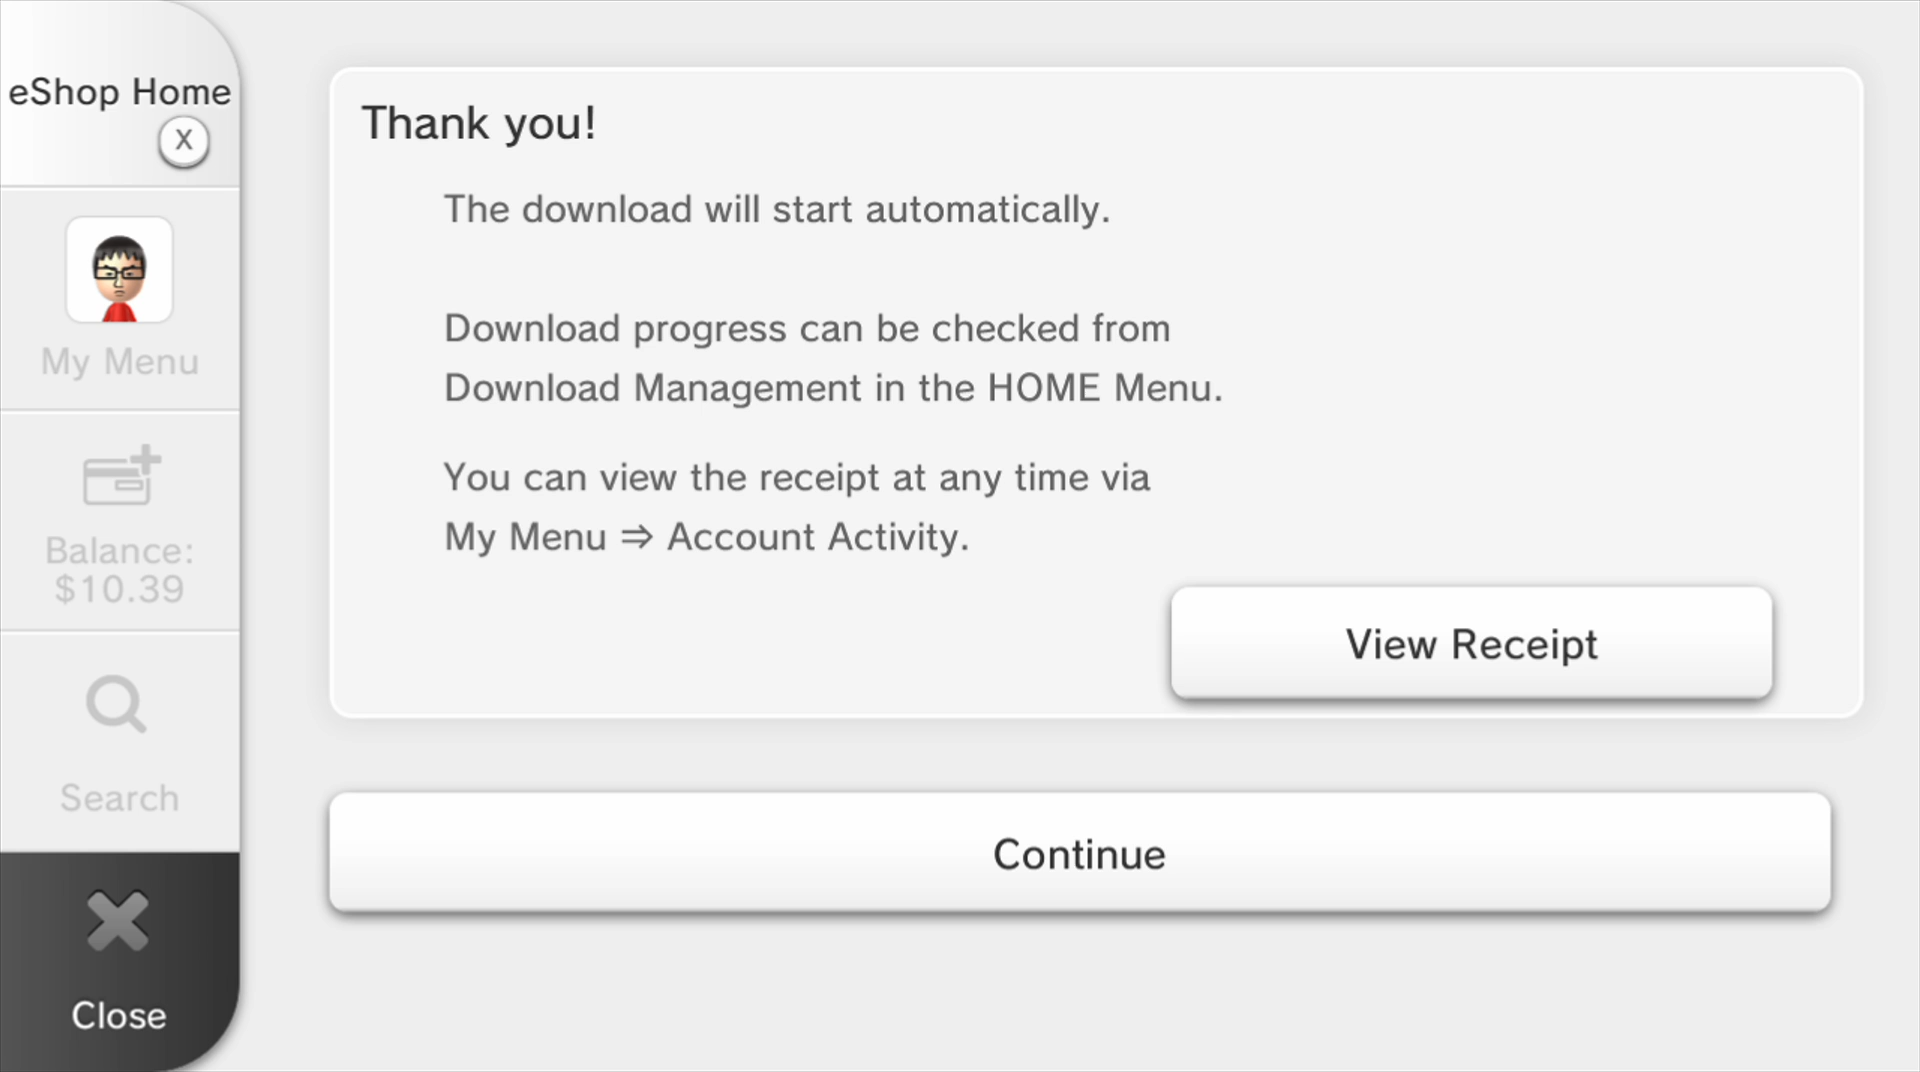 eShop Home
X
My Menu
Balance:
$10.39
Search
Close
Thank you!
The download will start automatically.
Download progress can be checked from
Download Management in the HOME Menu.
You can view the receipt at any time via
My Menu ⇒ Account Activity.
View Receipt
Continue